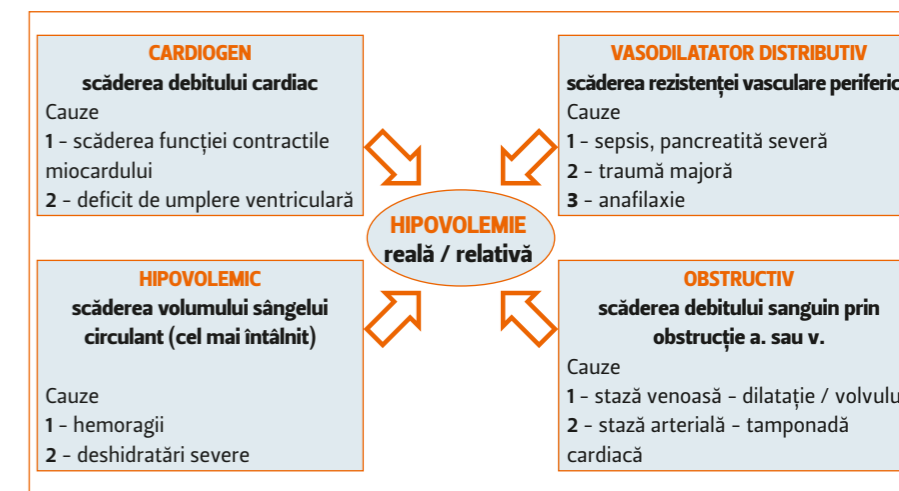 CARDIOGEN
scăderea debitului cardiac
Cauze
1 - scăderea funcției contractile
miocardului
2 - deficit de umplere ventriculară
VASODILATATOR DISTRIBUTIV
scăderea rezistenței vasculare periferic
Cauze
1 - sepsis, pancreatită severă
2 - traumă majoră
3 - anafilaxie
HIPOVOLEMIE
reală / relativă
HIPOVOLEMIC
scăderea volumului sângelui
circulant (cel mai întâlnit)
Cauze
1 - hemoragii
2 - deshidratări severe
OBSTRUCTIV
scăderea debitului sanguin prin
obstrucție a. sau v.
Cauze
1 - stază venoasă - dilatație / volvulu
2 - stază arterială - tamponadă
cardiacă